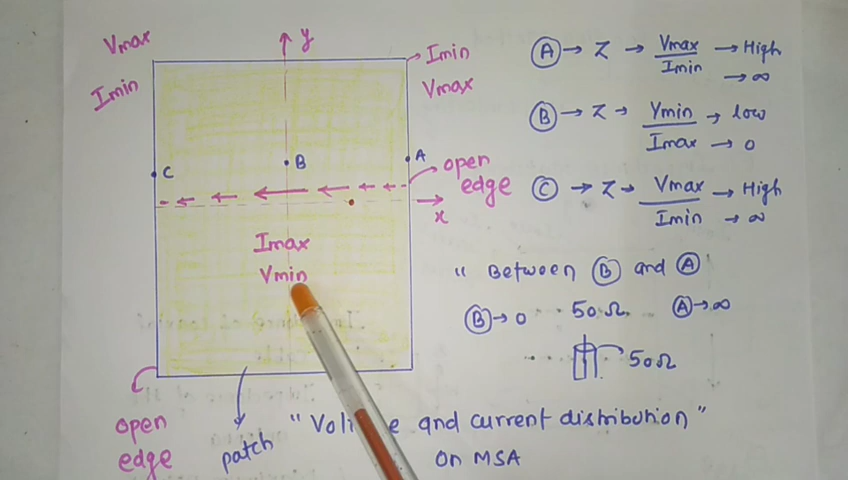 Vmax
Imin
y
Imin
Vmax
C
B
A
open
edge
x
Imax
Vmin
open
edge
patch
A → Z → Vmax / Imin → High
→ ∞
B → Z → Vmin / Imax → low
→ 0
C → Z → Vmax / Imin → High
→ ∞
" Between B and A
B → 0 50 Ω A → ∞
50 Ω
" Vol e and current distribution "
on MSA